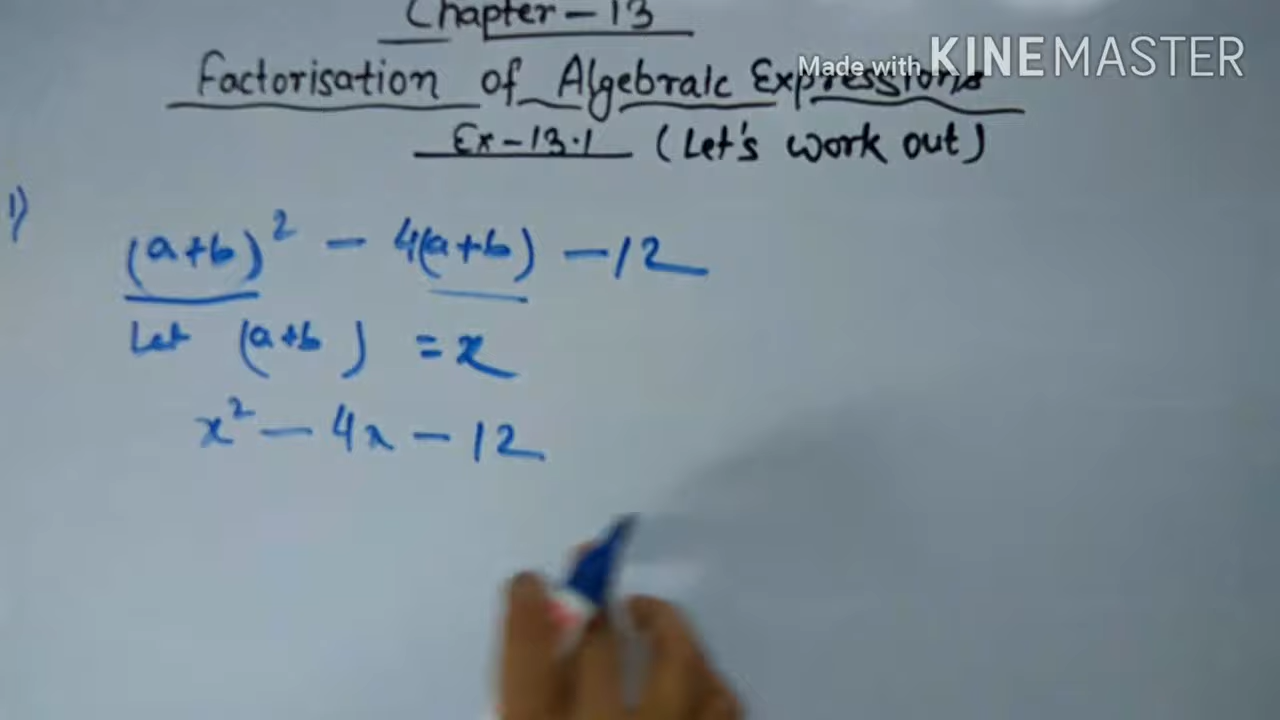 Chapter - 13
Made with KINEMASTER
Factorisation of Algebraic Expressions
Ex - 13.1 (Let's work out)
1)
(a+b)² - 4(a+b) - 12
Let (a+b) = x
x² - 4x - 12